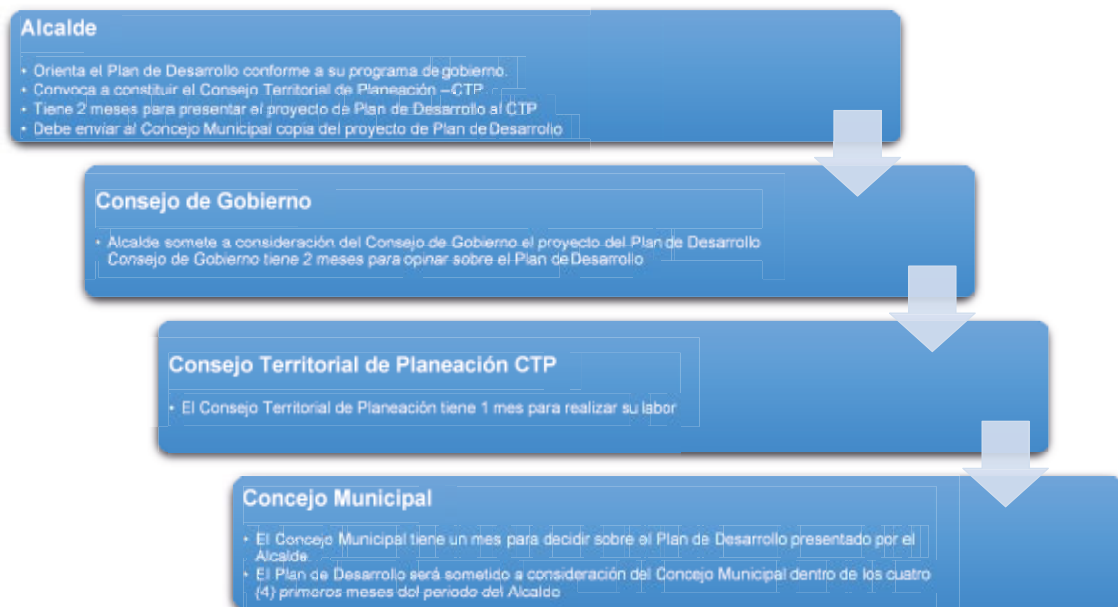 Alcalde
• Orienta el Plan de Desarrollo conforme a su programa de gobierno.
• Convoca a constituir el Consejo Territorial de Planeación –CTP
• Tiene 2 meses para presentar el proyecto de Plan de Desarrollo al CTP
• Debe enviar al Concejo Municipal copia del proyecto de Plan de Desarrollo
Consejo de Gobierno
• Alcalde somete a consideración del Consejo de Gobierno el proyecto del Plan de Desarrollo
Consejo de Gobierno tiene 2 meses para opinar sobre el Plan de Desarrollo
Consejo Territorial de Planeación CTP
• El Consejo Territorial de Planeación tiene 1 mes para realizar su labor
Concejo Municipal
• El Concejo Municipal tiene un mes para decidir sobre el Plan de Desarrollo presentado por el
Alcalde.
• El Plan de Desarrollo será sometido a consideración del Concejo Municipal dentro de los cuatro
(4) primeros meses del periodo del Alcalde